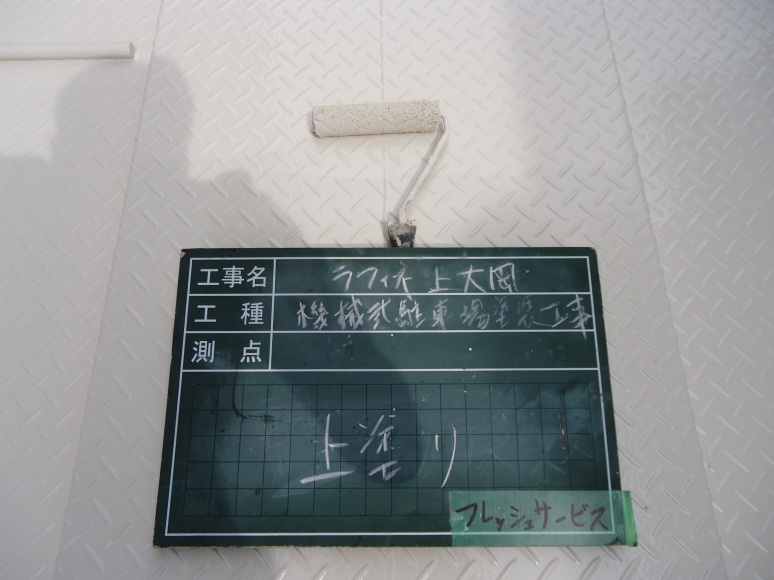 工事名 ラフィネ上大岡
工種 機械式駐車場塗装工事
測点
上塗り
フレッシュサービス